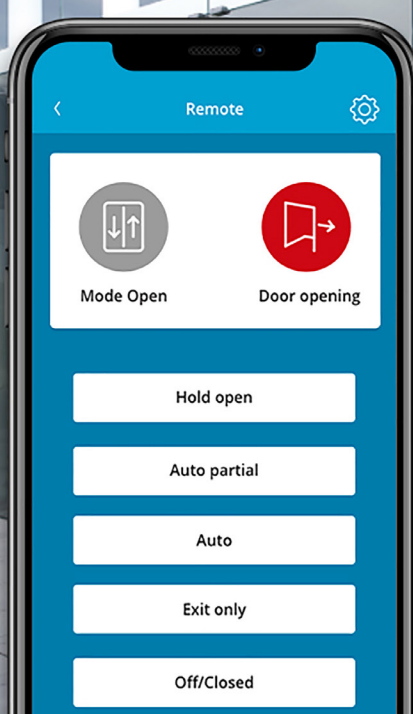 Remote
Mode Open
Door opening
Hold open
Auto partial
Auto
Exit only
Off/Closed